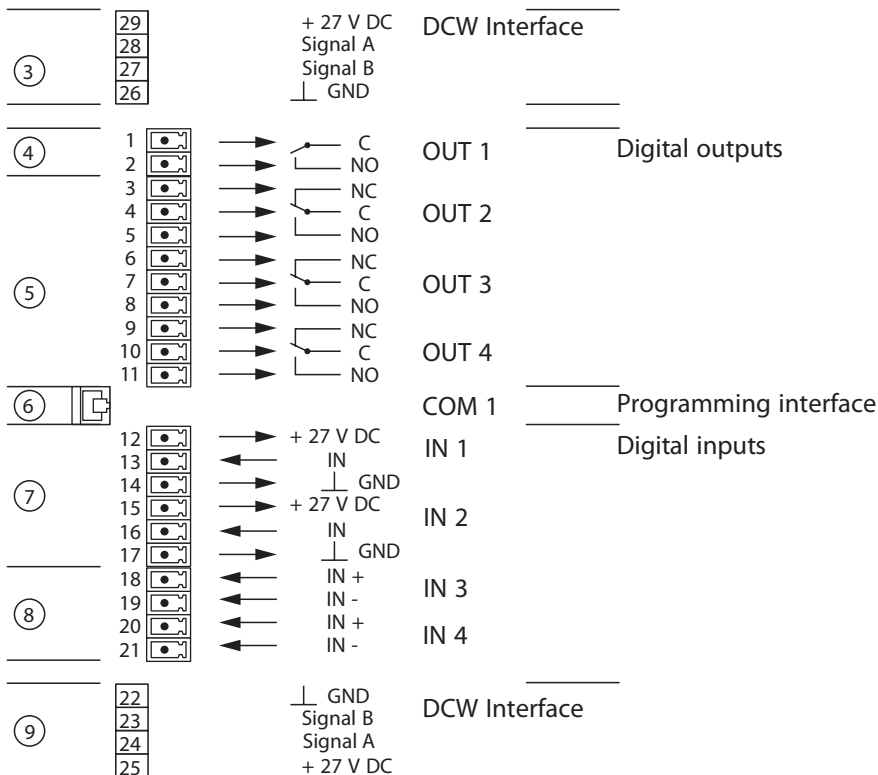 29 + 27 V DC DCW Interface
28 Signal A
③ 27 Signal B
26 GND
④ 1 C OUT 1 Digital outputs
2 NO
3 NC
4 C OUT 2
5 NO
6 NC
⑤ 7 C OUT 3
8 NO
9 NC
10 C OUT 4
11 NO
⑥ COM 1 Programming interface
12 + 27 V DC IN 1 Digital inputs
13 IN
14 GND
⑦ 15 + 27 V DC IN 2
16 IN
17 GND
18 IN + IN 3
19 IN -
⑧ 20 IN + IN 4
21 IN -
22 GND DCW Interface
23 Signal B
⑨ 24 Signal A
25 + 27 V DC